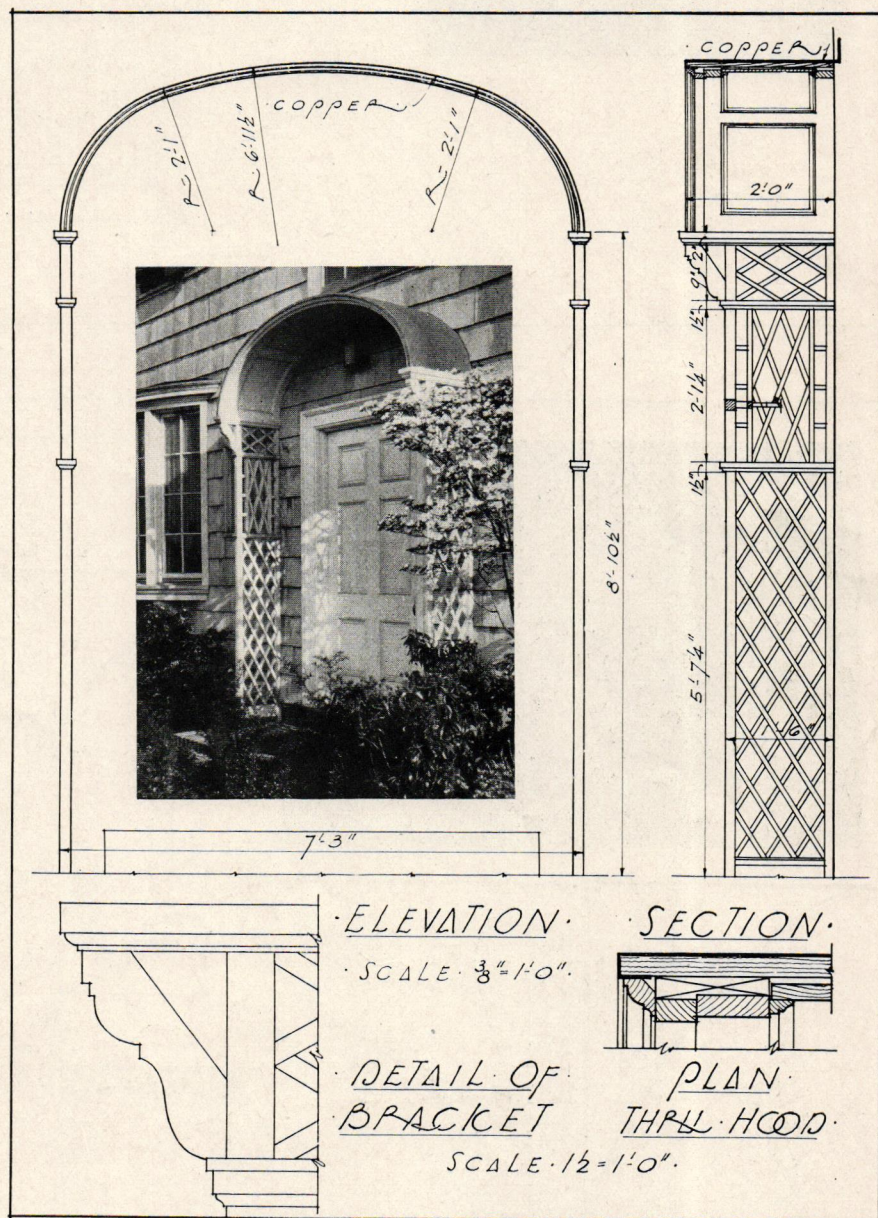 COPPER
COPPER
R=2'-1"
R=6'-11½"
R=2'-1"
2'-0"
9"
2"
1½"
2'-1¼"
1½"
8'-10½"
5'-7¼"
7'-3"
·ELEVATION·
·SCALE·⅜"=1'-0"·
·SECTION·
·DETAIL·OF·
BRACKET
PLAN·
THRU·HOOD·
SCALE·1½=1'-0"·